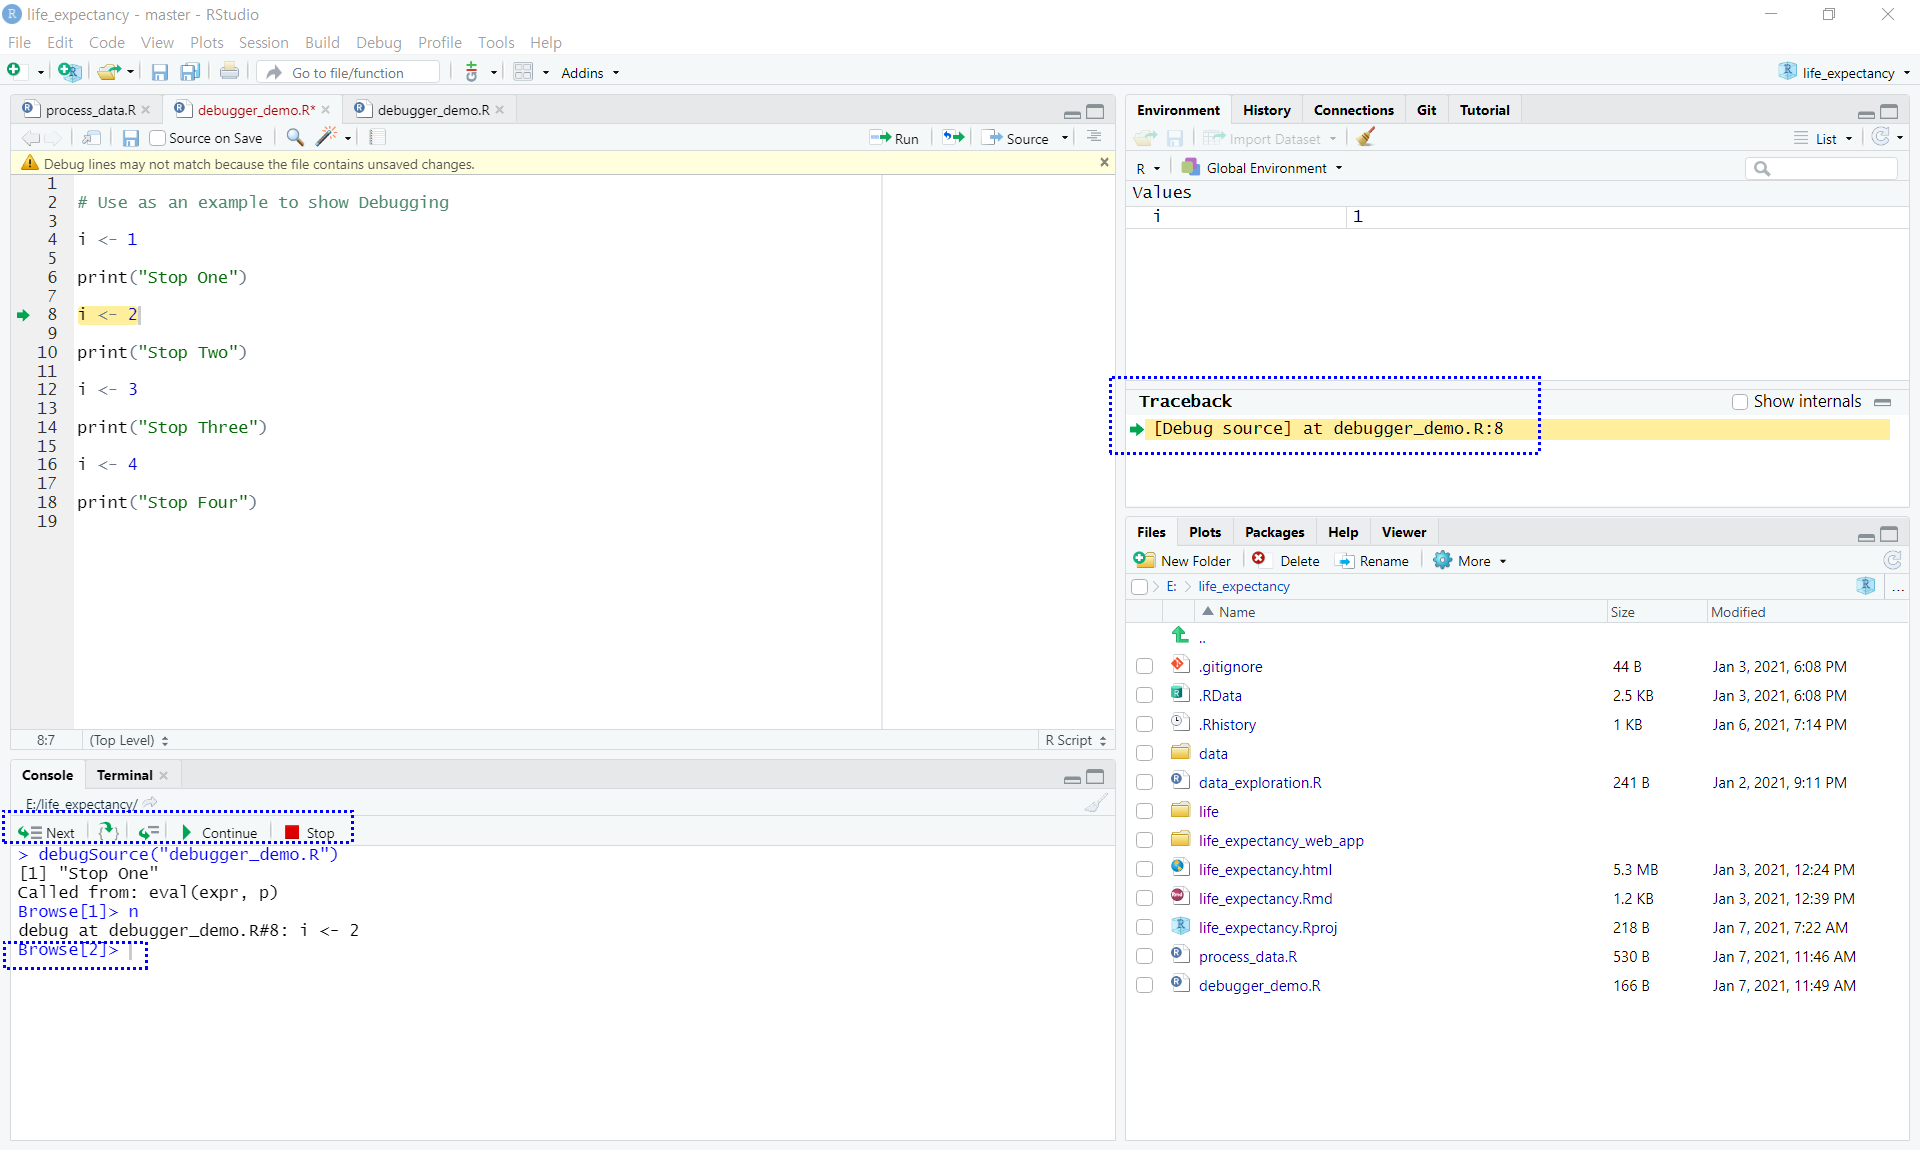 life_expectancy - master - RStudio
File Edit Code View Plots Session Build Debug Profile Tools Help
Go to file/function Addins life_expectancy
process_data.R debugger_demo.R* debugger_demo.R
Source on Save Run Source
Debug lines may not match because the file contains unsaved changes.
1
2 # Use as an example to show Debugging
3
4 i <- 1
5
6 print("Stop One")
7
8 i <- 2
9
10 print("Stop Two")
11
12 i <- 3
13
14 print("Stop Three")
15
16 i <- 4
17
18 print("Stop Four")
19
8:7 (Top Level) R Script
Console Terminal
E:/life_expectancy/
Next Continue Stop
> debugSource("debugger_demo.R")
[1] "Stop One"
Called from: eval(expr, p)
Browse[1]> n
debug at debugger_demo.R#8: i <- 2
Browse[2]>
Environment History Connections Git Tutorial
Import Dataset List
R Global Environment
Values
i 1
Traceback Show internals
[Debug source] at debugger_demo.R:8
Files Plots Packages Help Viewer
New Folder Delete Rename More
E: life_expectancy ...
Name Size Modified
..
.gitignore 44 B Jan 3, 2021, 6:08 PM
.RData 2.5 KB Jan 3, 2021, 6:08 PM
.Rhistory 1 KB Jan 6, 2021, 7:14 PM
data
data_exploration.R 241 B Jan 2, 2021, 9:11 PM
life
life_expectancy_web_app
life_expectancy.html 5.3 MB Jan 3, 2021, 12:24 PM
life_expectancy.Rmd 1.2 KB Jan 3, 2021, 12:39 PM
life_expectancy.Rproj 218 B Jan 7, 2021, 7:22 AM
process_data.R 530 B Jan 7, 2021, 11:46 AM
debugger_demo.R 166 B Jan 7, 2021, 11:49 AM